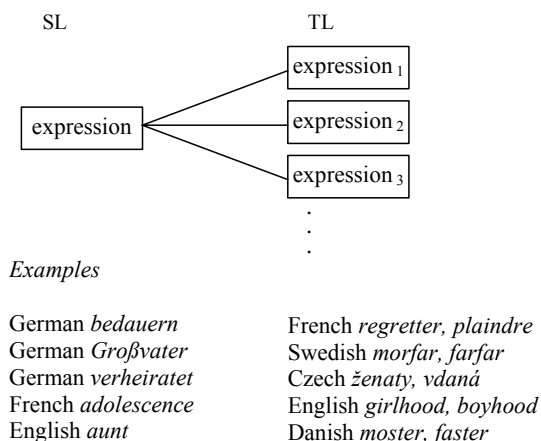 SL TL
expression 1
expression expression 2
expression 3
.
.
.
Examples
German bedauern French regretter, plaindre
German Großvater Swedish morfar, farfar
German verheiratet Czech ženaty, vdaná
French adolescence English girlhood, boyhood
English aunt Danish moster, faster